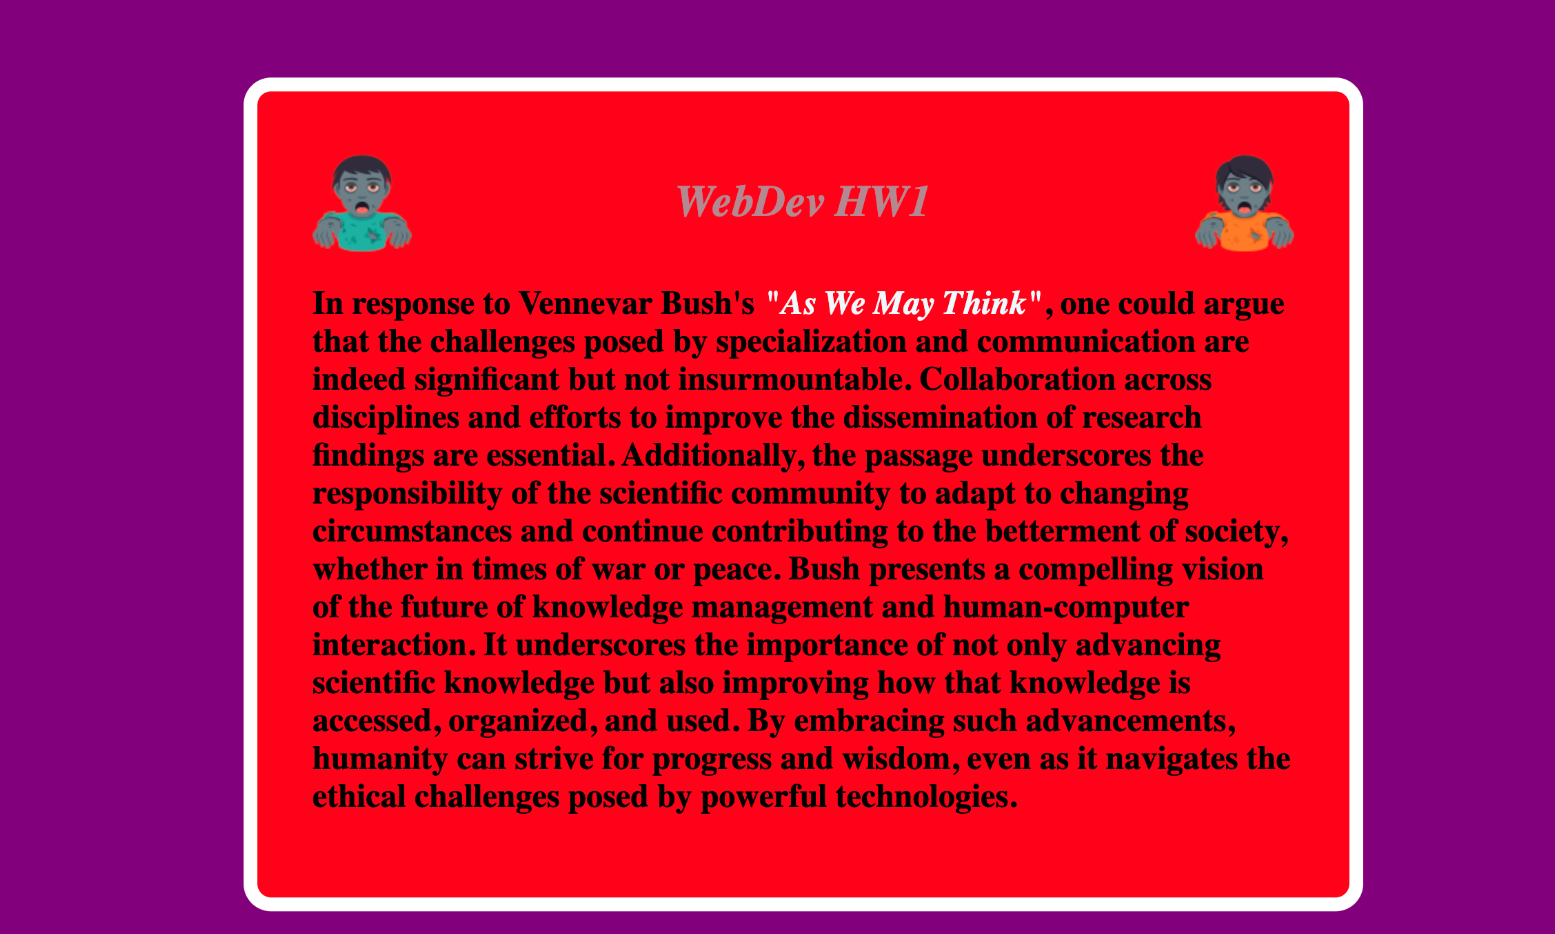 WebDev HW1
In response to Vennevar Bush's "As We May Think", one could argue
that the challenges posed by specialization and communication are
indeed significant but not insurmountable. Collaboration across
disciplines and efforts to improve the dissemination of research
findings are essential. Additionally, the passage underscores the
responsibility of the scientific community to adapt to changing
circumstances and continue contributing to the betterment of society,
whether in times of war or peace. Bush presents a compelling vision
of the future of knowledge management and human-computer
interaction. It underscores the importance of not only advancing
scientific knowledge but also improving how that knowledge is
accessed, organized, and used. By embracing such advancements,
humanity can strive for progress and wisdom, even as it navigates the
ethical challenges posed by powerful technologies.